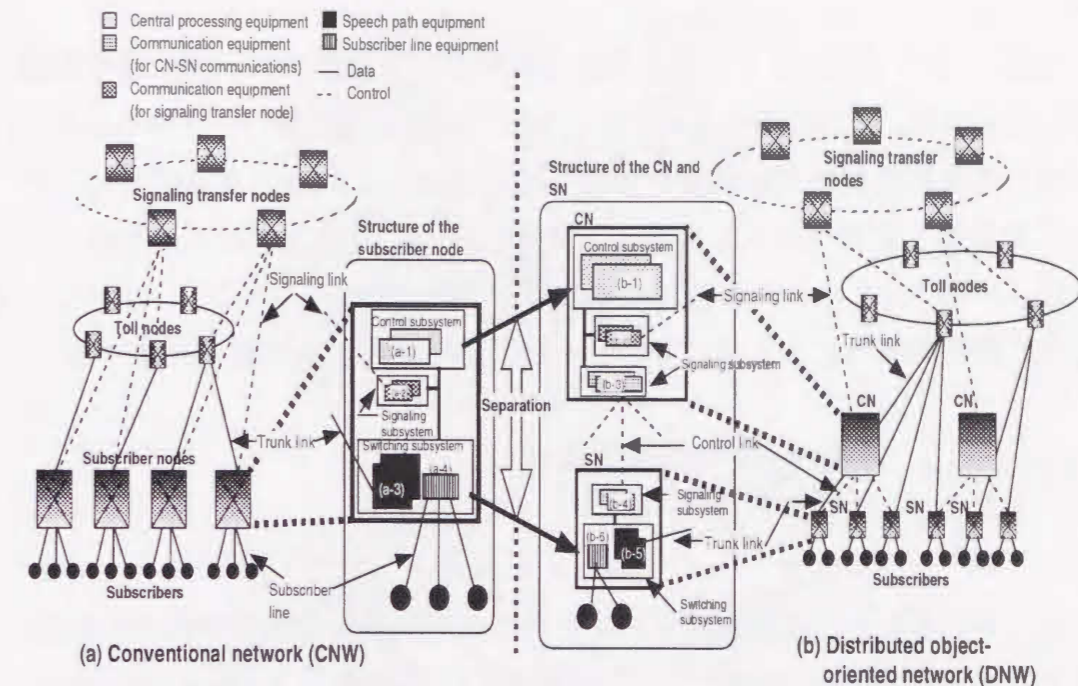 Central processing equipment
Communication equipment
(for CN-SN communications)
Communication equipment
(for signaling transfer node)
Speech path equipment
Subscriber line equipment
Data
Control
Signaling transfer nodes
Toll nodes
Subscriber nodes
Subscribers
Signaling link
Trunk link
Subscriber
line
Structure of the
subscriber node
Control subsystem
(a-1)
Signaling
subsystem
Switching subsystem
(a-3)
(a-4)
(a) Conventional network (CNW)
Separation
Structure of the CN and
SN
CN
Control subsystem
(b-1)
Signaling subsystem
(b-3)
Control link
SN
(b-4)
Signaling
subsystem
(b-6)
(b-5)
Trunk link
Switching
subsystem
Signaling link
Signaling transfer
nodes
Toll nodes
Trunk link
CN
CN
SN
SN
SN
Subscribers
(b) Distributed object-
oriented network (DNW)